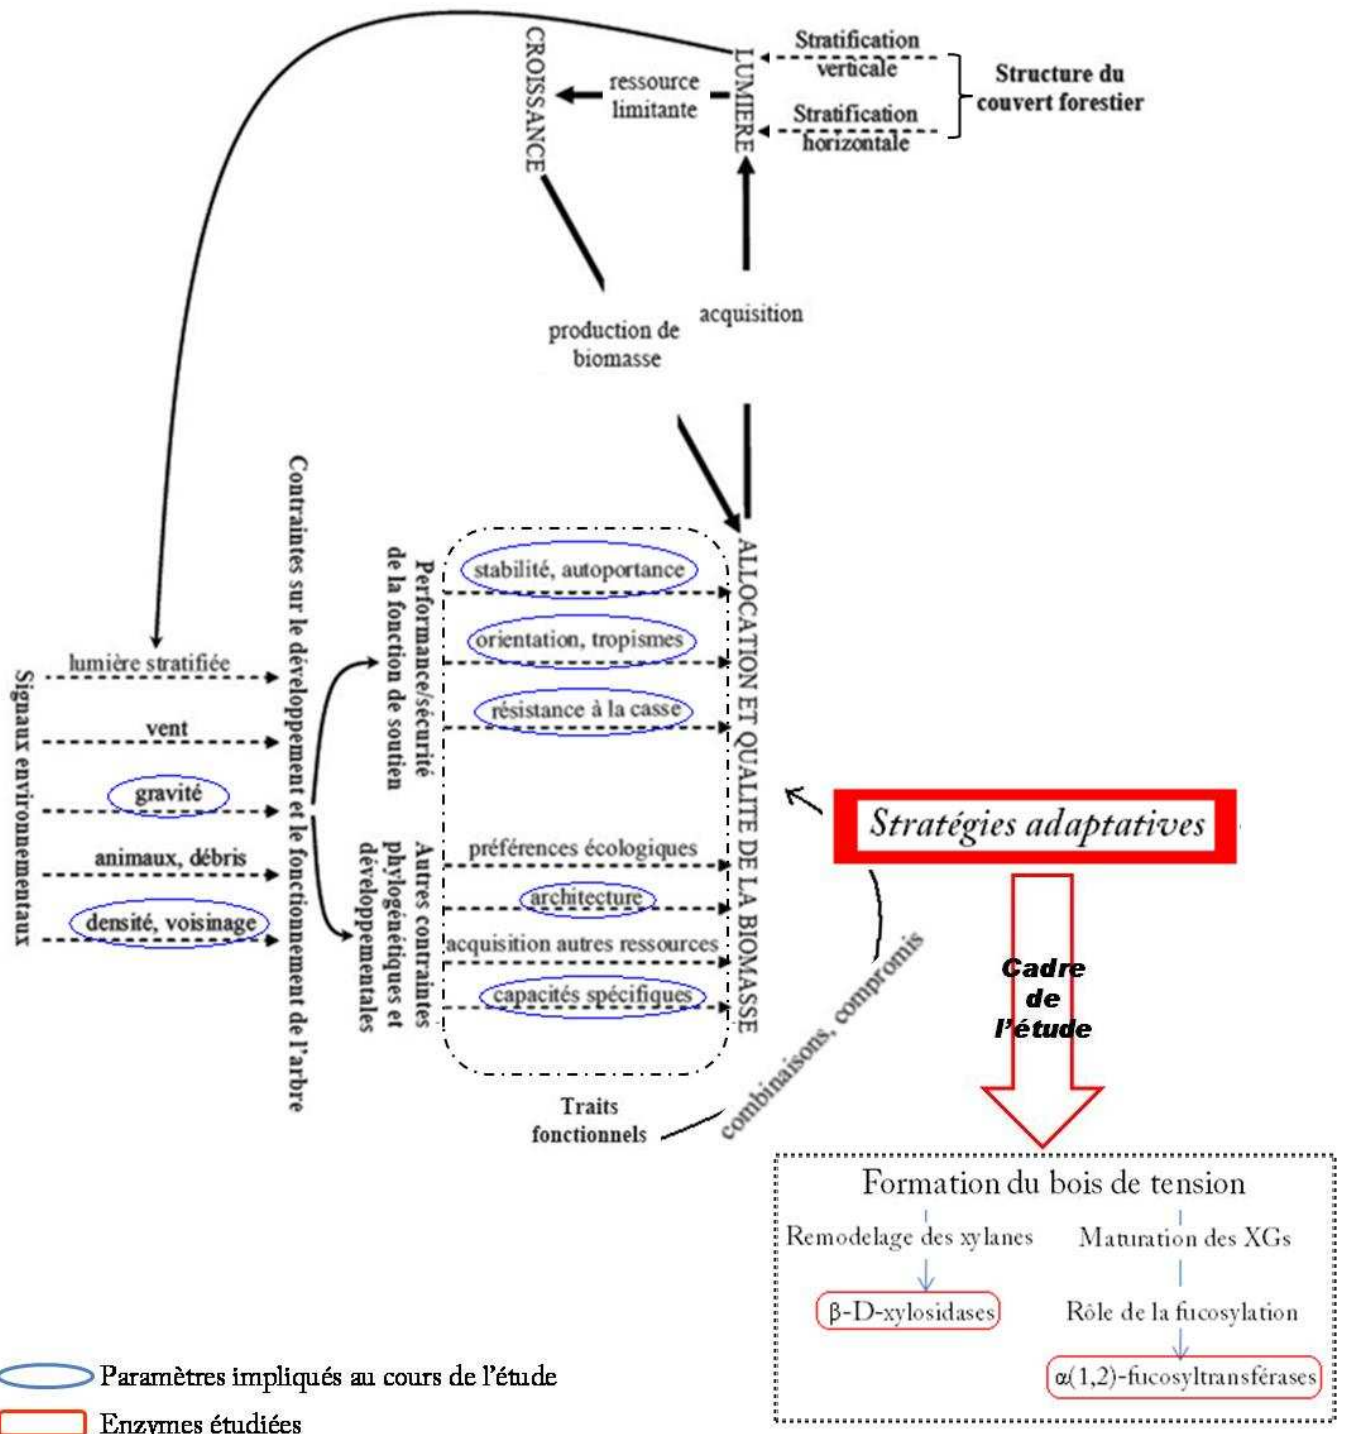 CROISSANCE
ressource
limitante
LUMIERE
Stratification
verticale
Stratification
horizontale
Structure du
couvert forestier
production de
biomasse
acquisition
Signaux environnementaux
lumière stratifiée
vent
gravité
animaux, débris
densité, voisinage
Contraintes sur le développement et le fonctionnement de l'arbre
Performance/sécurité
de la fonction de soutien
Autres contraintes
phylogénétiques et
développementales
stabilité, autoportance
orientation, tropismes
résistance à la casse
préférences écologiques
architecture
acquisition autres ressources
capacités spécifiques
ALLOCATION ET QUALITE DE LA BIOMASSE
Traits
fonctionnels
combinaisons, compromis
Stratégies adaptatives
Cadre
de
l'étude
Formation du bois de tension
Remodelage des xylanes
Maturation des XGs
β-D-xylosidases
Rôle de la fucosylation
α(1,2)-fucosyltransférases
Paramètres impliqués au cours de l'étude
Enzymes étudiées